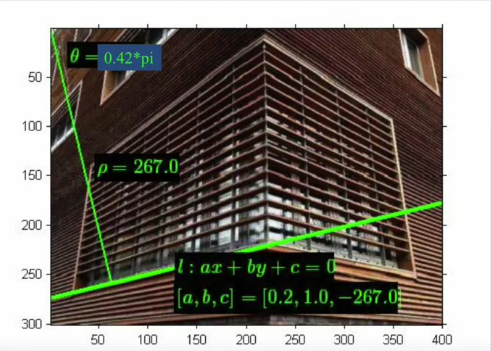 θ = 0.42*pi
50
100
ρ = 267.0
150
200
l : ax + by + c = 0
250
[a, b, c] = [0.2, 1.0, −267.0]
300
50 100 150 200 250 300 350 400